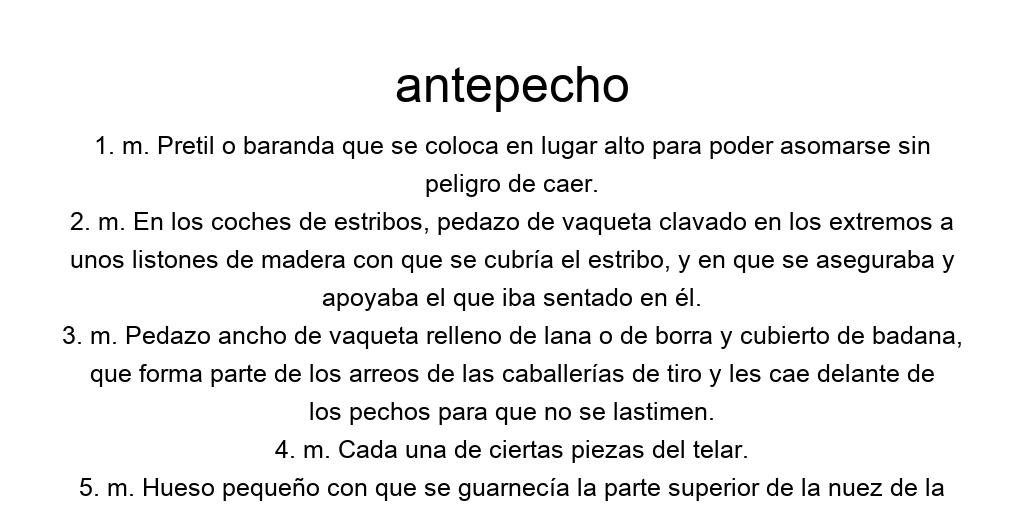 antepecho
1. m. Pretil o baranda que se coloca en lugar alto para poder asomarse sin
peligro de caer.
2. m. En los coches de estribos, pedazo de vaqueta clavado en los extremos a
unos listones de madera con que se cubría el estribo, y en que se aseguraba y
apoyaba el que iba sentado en él.
3. m. Pedazo ancho de vaqueta relleno de lana o de borra y cubierto de badana,
que forma parte de los arreos de las caballerías de tiro y les cae delante de
los pechos para que no se lastimen.
4. m. Cada una de ciertas piezas del telar.
5. m. Hueso pequeño con que se guarnecía la parte superior de la nuez de la